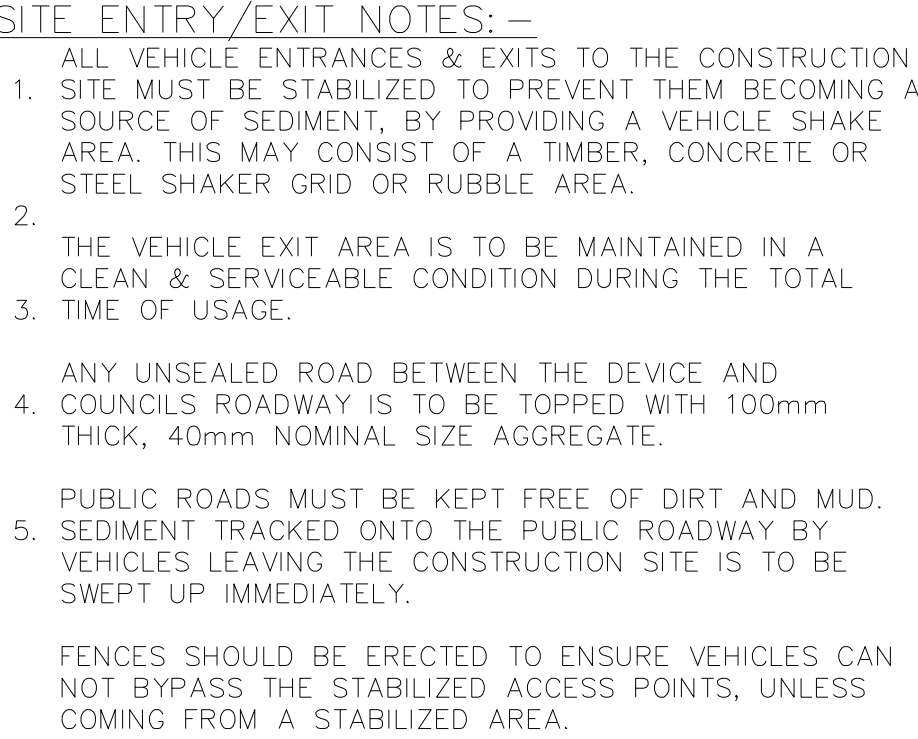 SITE ENTRY/EXIT NOTES:–
ALL VEHICLE ENTRANCES & EXITS TO THE CONSTRUCTION
1. SITE MUST BE STABILIZED TO PREVENT THEM BECOMING A
SOURCE OF SEDIMENT, BY PROVIDING A VEHICLE SHAKE
AREA. THIS MAY CONSIST OF A TIMBER, CONCRETE OR
STEEL SHAKER GRID OR RUBBLE AREA.
2.
THE VEHICLE EXIT AREA IS TO BE MAINTAINED IN A
CLEAN & SERVICEABLE CONDITION DURING THE TOTAL
3. TIME OF USAGE.
ANY UNSEALED ROAD BETWEEN THE DEVICE AND
4. COUNCILS ROADWAY IS TO BE TOPPED WITH 100mm
THICK, 40mm NOMINAL SIZE AGGREGATE.
PUBLIC ROADS MUST BE KEPT FREE OF DIRT AND MUD.
5. SEDIMENT TRACKED ONTO THE PUBLIC ROADWAY BY
VEHICLES LEAVING THE CONSTRUCTION SITE IS TO BE
SWEPT UP IMMEDIATELY.
FENCES SHOULD BE ERECTED TO ENSURE VEHICLES CAN
NOT BYPASS THE STABILIZED ACCESS POINTS, UNLESS
COMING FROM A STABILIZED AREA.